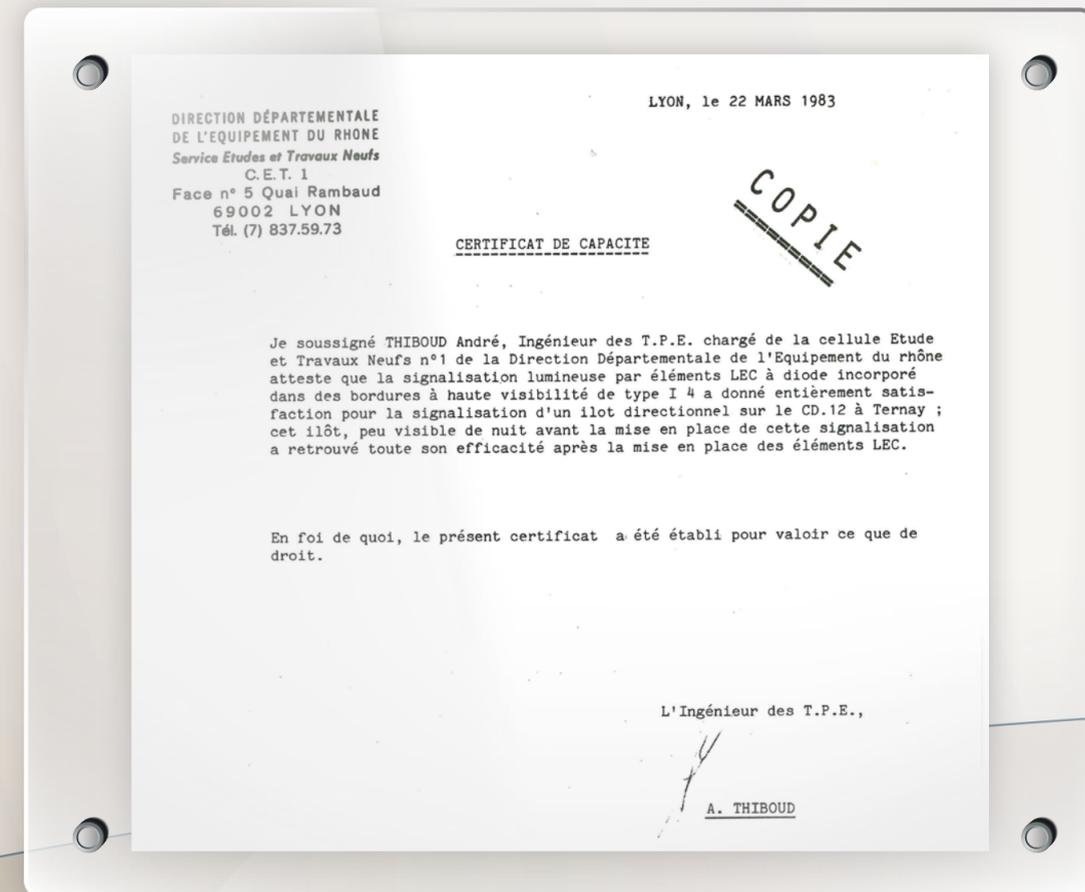 LYON, le 22 MARS 1983
DIRECTION DÉPARTEMENTALE
DE L'EQUIPEMENT DU RHONE
Service Etudes et Travaux Neufs
C.E.T. 1
Face n° 5 Quai Rambaud
69002 LYON
Tél. (7) 837.59.73
COPIE
CERTIFICAT DE CAPACITE
Je soussigné THIBOUD André, Ingénieur des T.P.E. chargé de la cellule Etude
et Travaux Neufs n°1 de la Direction Départementale de l'Equipement du rhône
atteste que la signalisation lumineuse par éléments LEC à diode incorporé
dans des bordures à haute visibilité de type I 4 a donné entièrement satis-
faction pour la signalisation d'un ilot directionnel sur le CD.12 à Ternay ;
cet ilôt, peu visible de nuit avant la mise en place de cette signalisation
a retrouvé toute son efficacité après la mise en place des éléments LEC.
En foi de quoi, le présent certificat a été établi pour valoir ce que de
droit.
L'Ingénieur des T.P.E.,
A. THIBOUD